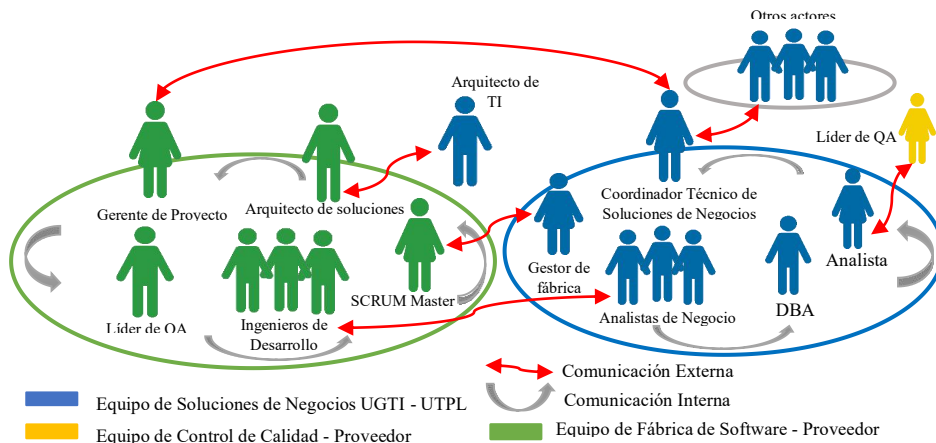 Otros actores
Arquitecto de
TI
Líder de QA
Gerente de Proyecto
Arquitecto de soluciones
Coordinador Técnico de
Soluciones de Negocios
Gestor de
fábrica
Analista
SCRUM Master
Líder de QA
Ingenieros de
Desarrollo
Analistas de Negocio
DBA
Comunicación Externa
Comunicación Interna
Equipo de Soluciones de Negocios UGTI - UTPL
Equipo de Control de Calidad - Proveedor
Equipo de Fábrica de Software - Proveedor